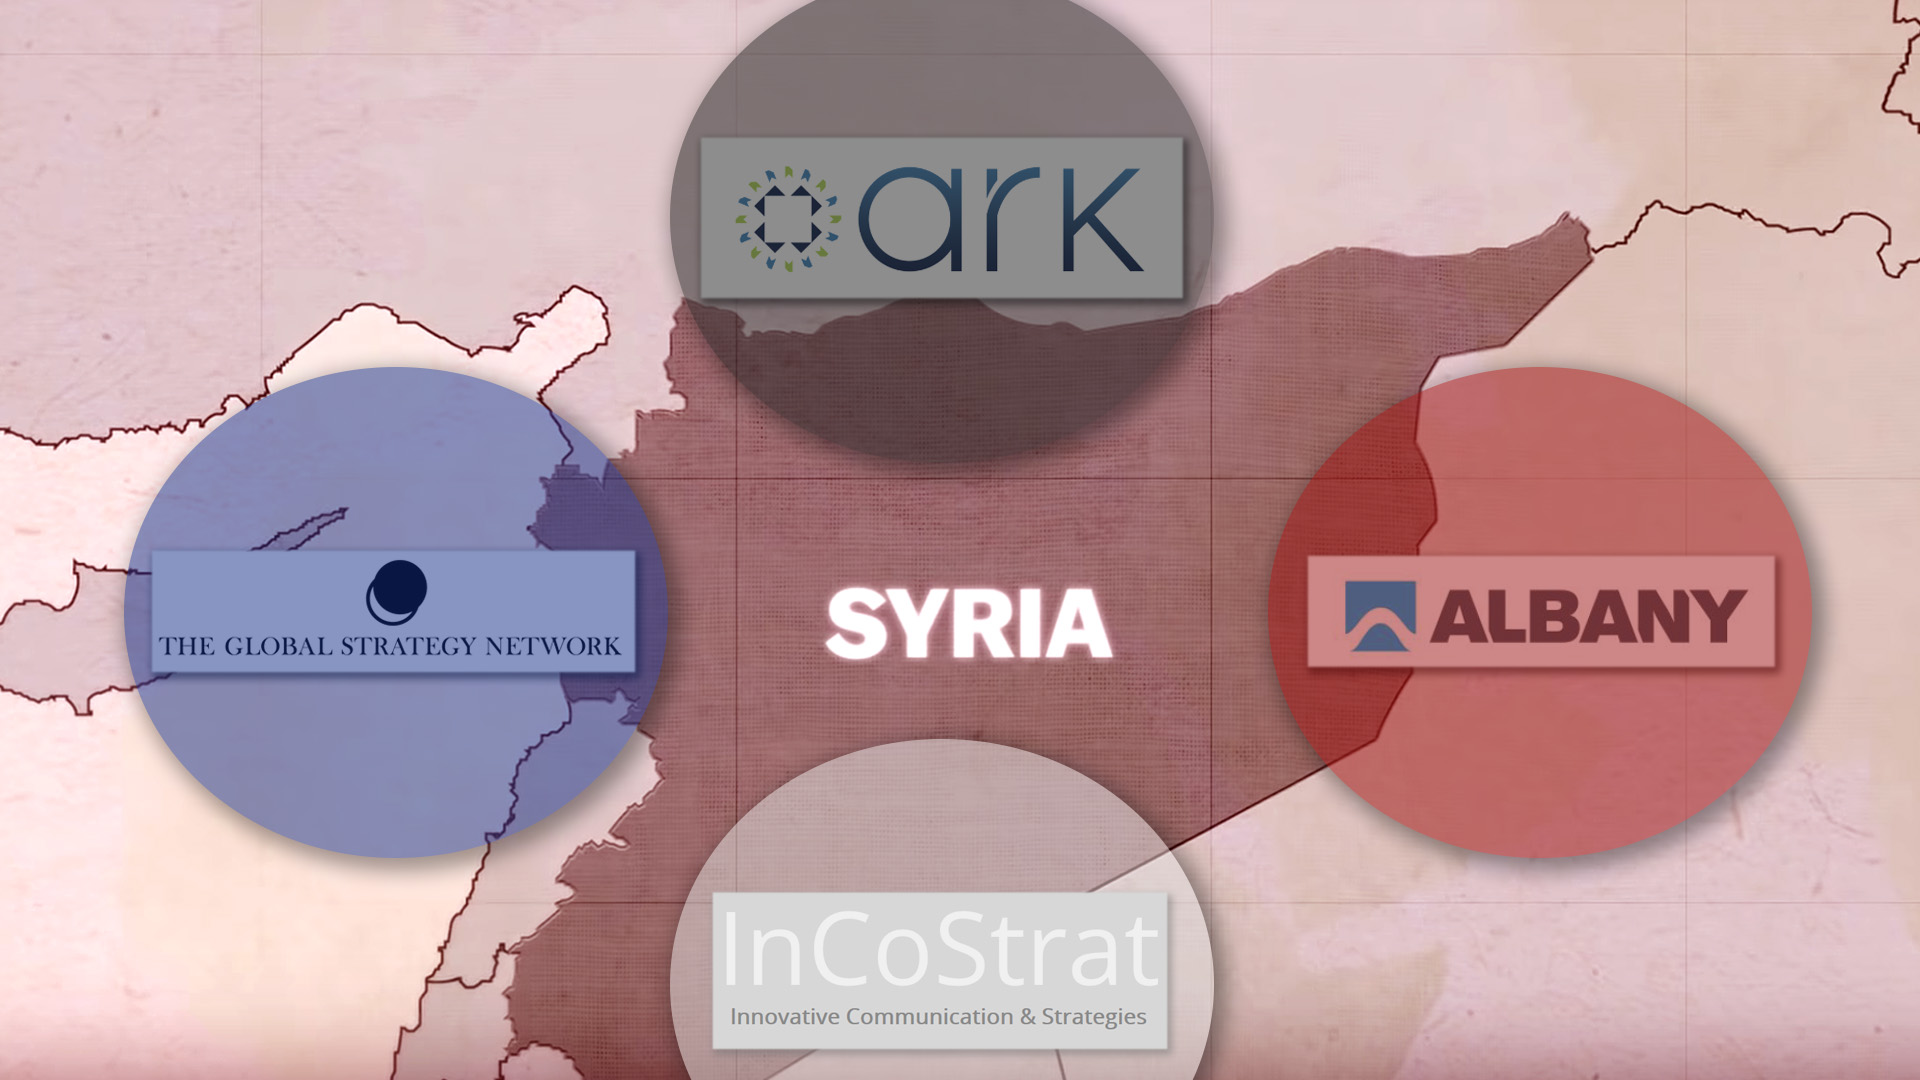 ark
THE GLOBAL STRATEGY NETWORK
SYRIA
ALBANY
InCoStrat
Innovative Communication & Strategies